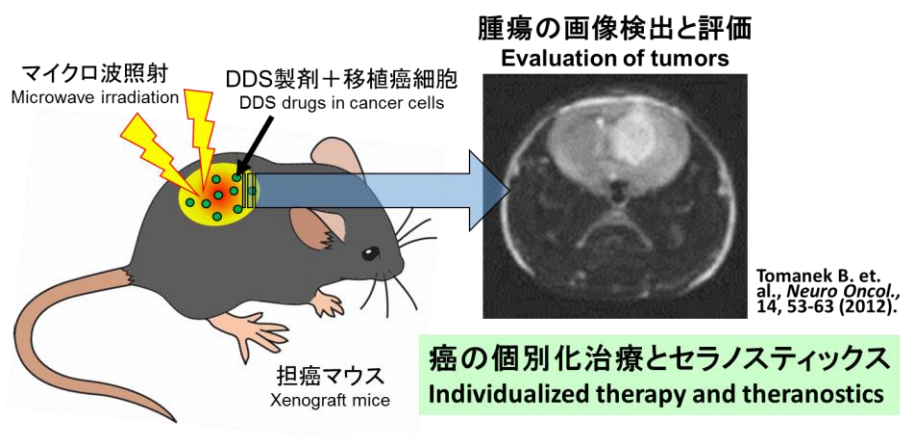 腫瘍の画像検出と評価
Evaluation of tumors
マイクロ波照射
Microwave irradiation
DDS製剤+移植癌細胞
DDS drugs in cancer cells
Tomanek B. et.
al., Neuro Oncol.,
14, 53-63 (2012).
担癌マウス
Xenograft mice
癌の個別化治療とセラノスティックス
Individualized therapy and theranostics